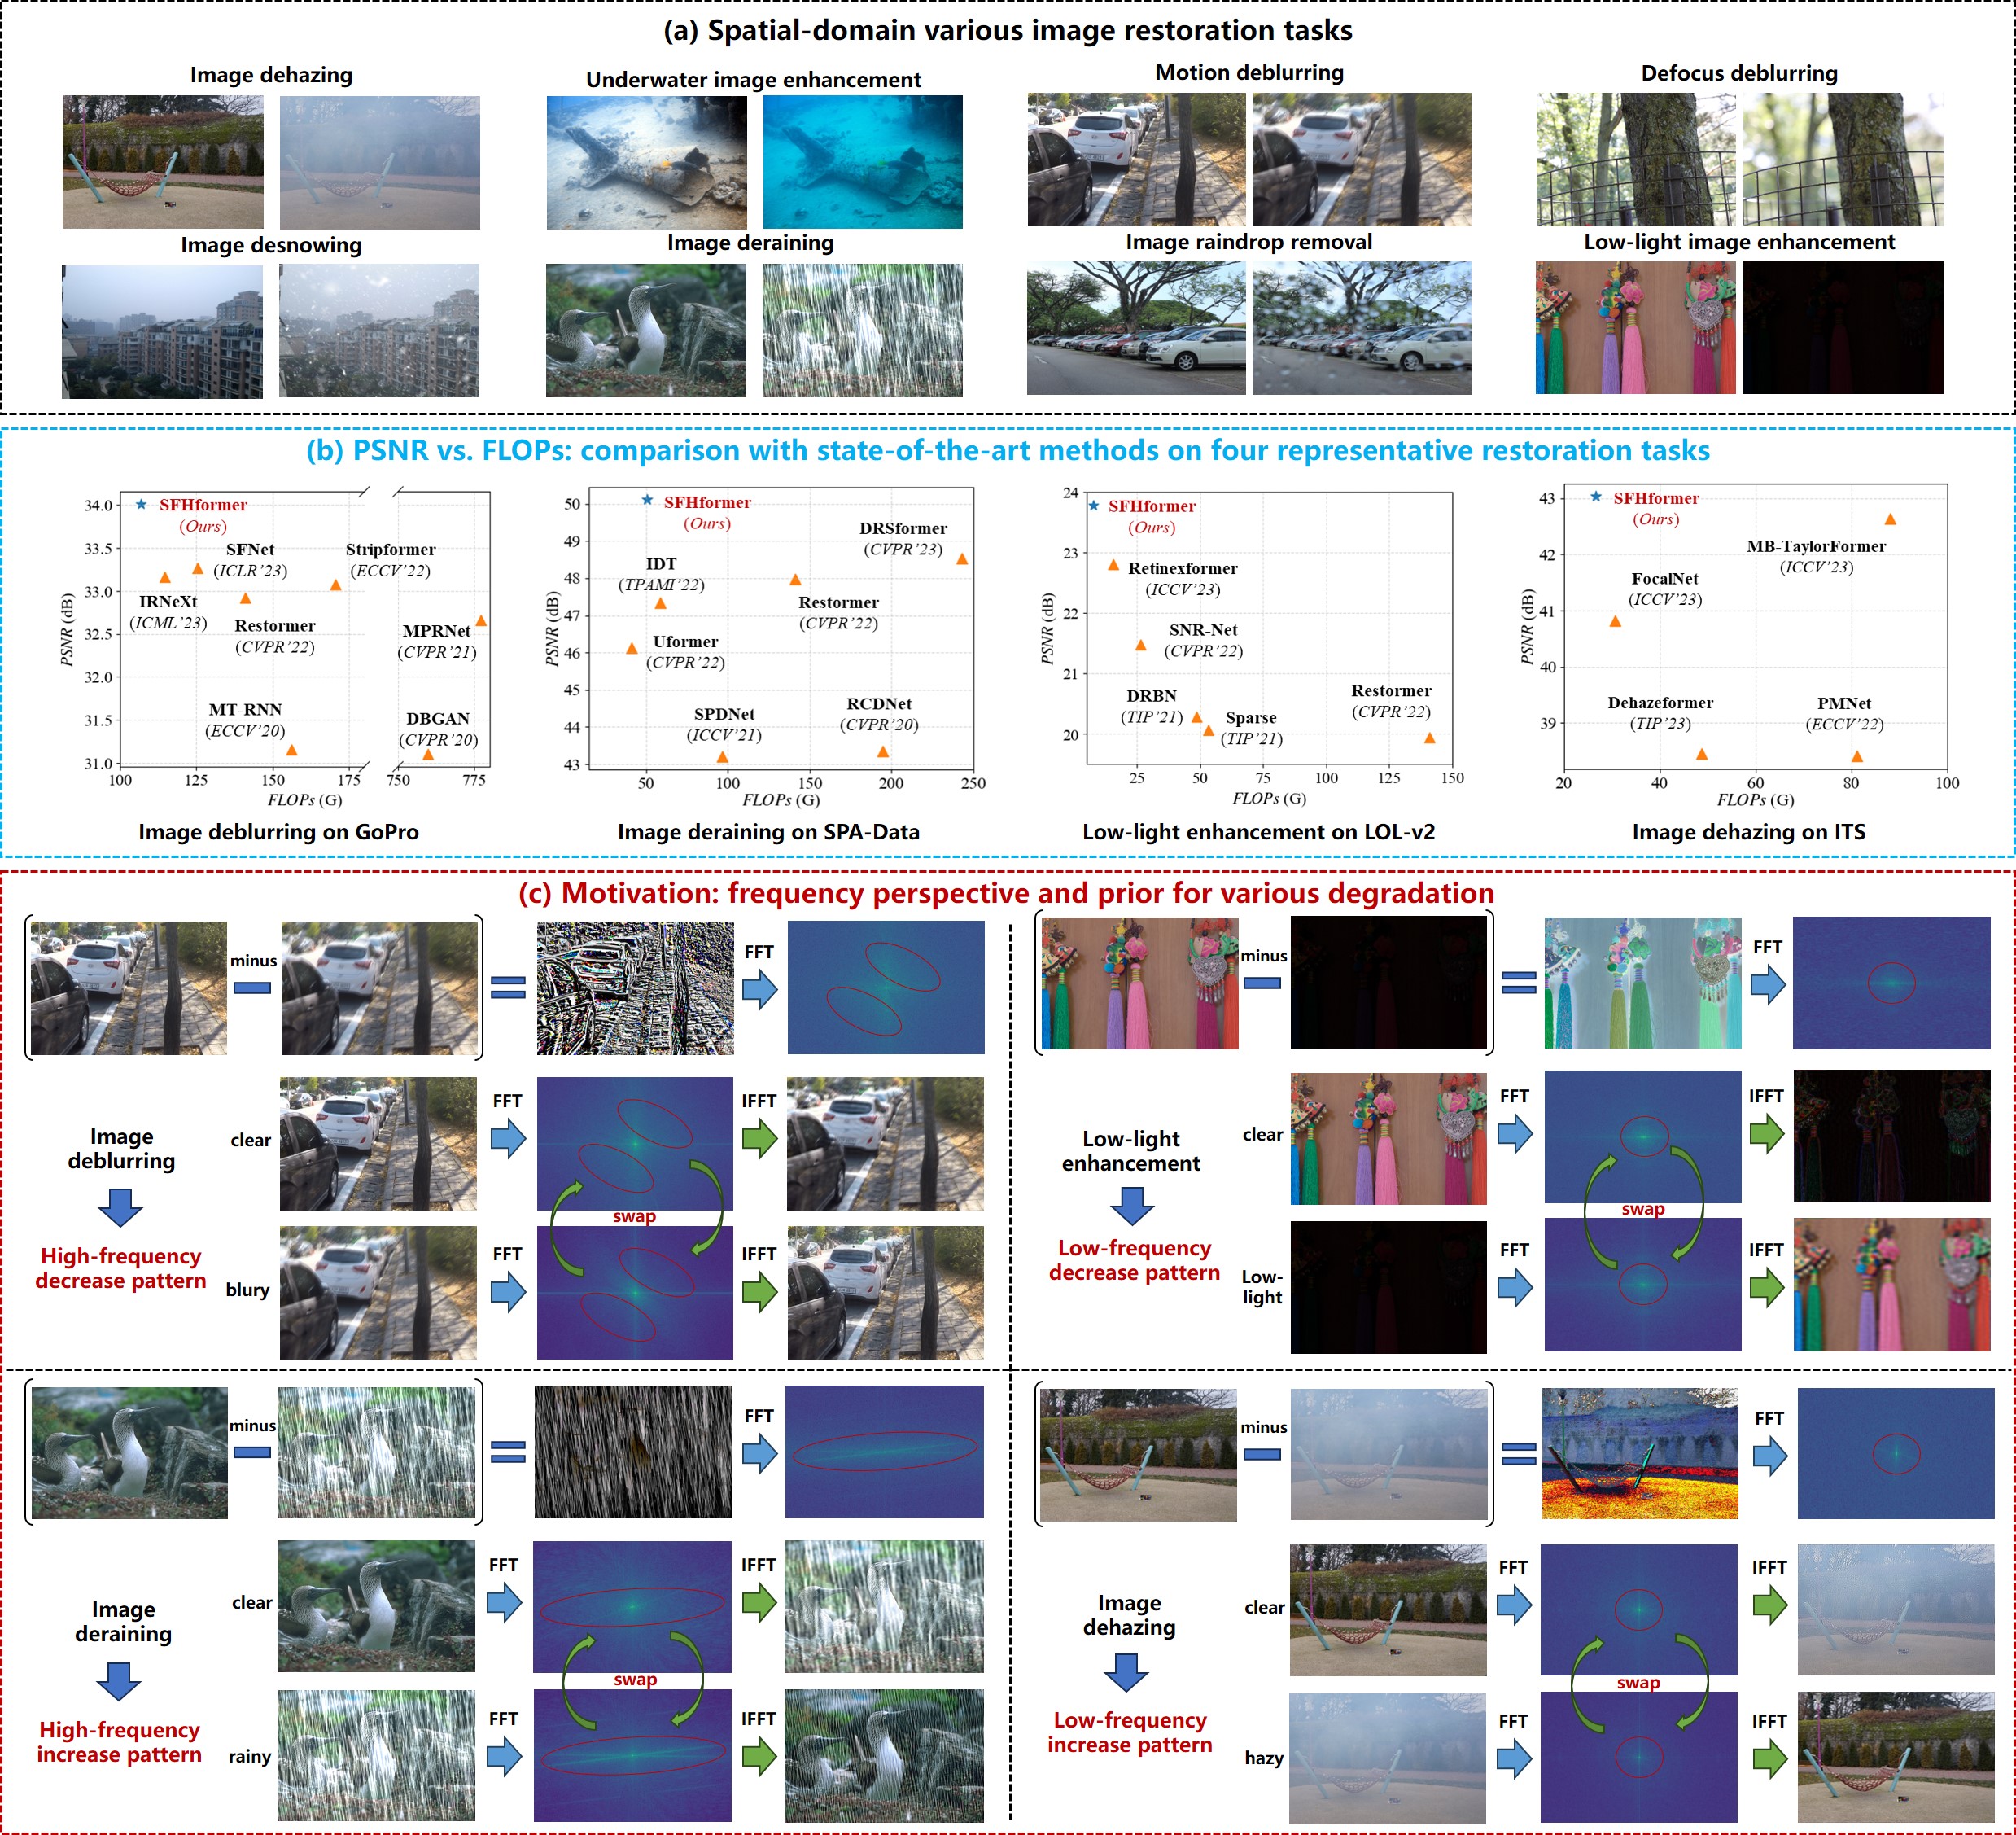 (a) Spatial-domain various image restoration tasks
Image dehazing
Underwater image enhancement
Motion deblurring
Defocus deblurring
Image desnowing
Image deraining
Image raindrop removal
Low-light image enhancement
(b) PSNR vs. FLOPs: comparison with state-of-the-art methods on four representative restoration tasks
PSNR (dB)
34.0
33.5
33.0
32.5
32.0
31.5
31.0
SFHformer
(Ours)
SFNet
(ICLR'23)
Stripformer
(ECCV'22)
IRNeXt
(ICML'23)
Restormer
(CVPR'22)
MPRNet
(CVPR'21)
MT-RNN
(ECCV'20)
DBGAN
(CVPR'20)
100 125 150 175 750 775
FLOPs (G)
Image deblurring on GoPro
PSNR (dB)
50
49
48
47
46
45
44
43
SFHformer
(Ours)
DRSformer
(CVPR'23)
IDT
(TPAMI'22)
Restormer
(CVPR'22)
Uformer
(CVPR'22)
SPDNet
(ICCV'21)
RCDNet
(CVPR'20)
50 100 150 200 250
FLOPs (G)
Image deraining on SPA-Data
PSNR (dB)
24
23
22
21
20
SFHformer
(Ours)
Retinexformer
(ICCV'23)
SNR-Net
(CVPR'22)
DRBN
(TIP'21)
Sparse
(TIP'21)
Restormer
(CVPR'22)
25 50 75 100 125 150
FLOPs (G)
Low-light enhancement on LOL-v2
PSNR (dB)
43
42
41
40
39
SFHformer
(Ours)
MB-TaylorFormer
(ICCV'23)
FocalNet
(ICCV'23)
Dehazeformer
(TIP'23)
PMNet
(ECCV'22)
20 40 60 80 100
FLOPs (G)
Image dehazing on ITS
(c) Motivation: frequency perspective and prior for various degradation
minus
FFT
Image
deblurring
High-frequency
decrease pattern
clear
FFT
IFFT
swap
blury
FFT
IFFT
minus
FFT
Low-light
enhancement
Low-frequency
decrease pattern
clear
FFT
IFFT
swap
Low-
light
FFT
IFFT
minus
FFT
Image
deraining
High-frequency
increase pattern
clear
FFT
IFFT
swap
rainy
FFT
IFFT
minus
FFT
Image
dehazing
Low-frequency
increase pattern
clear
FFT
IFFT
swap
hazy
FFT
IFFT